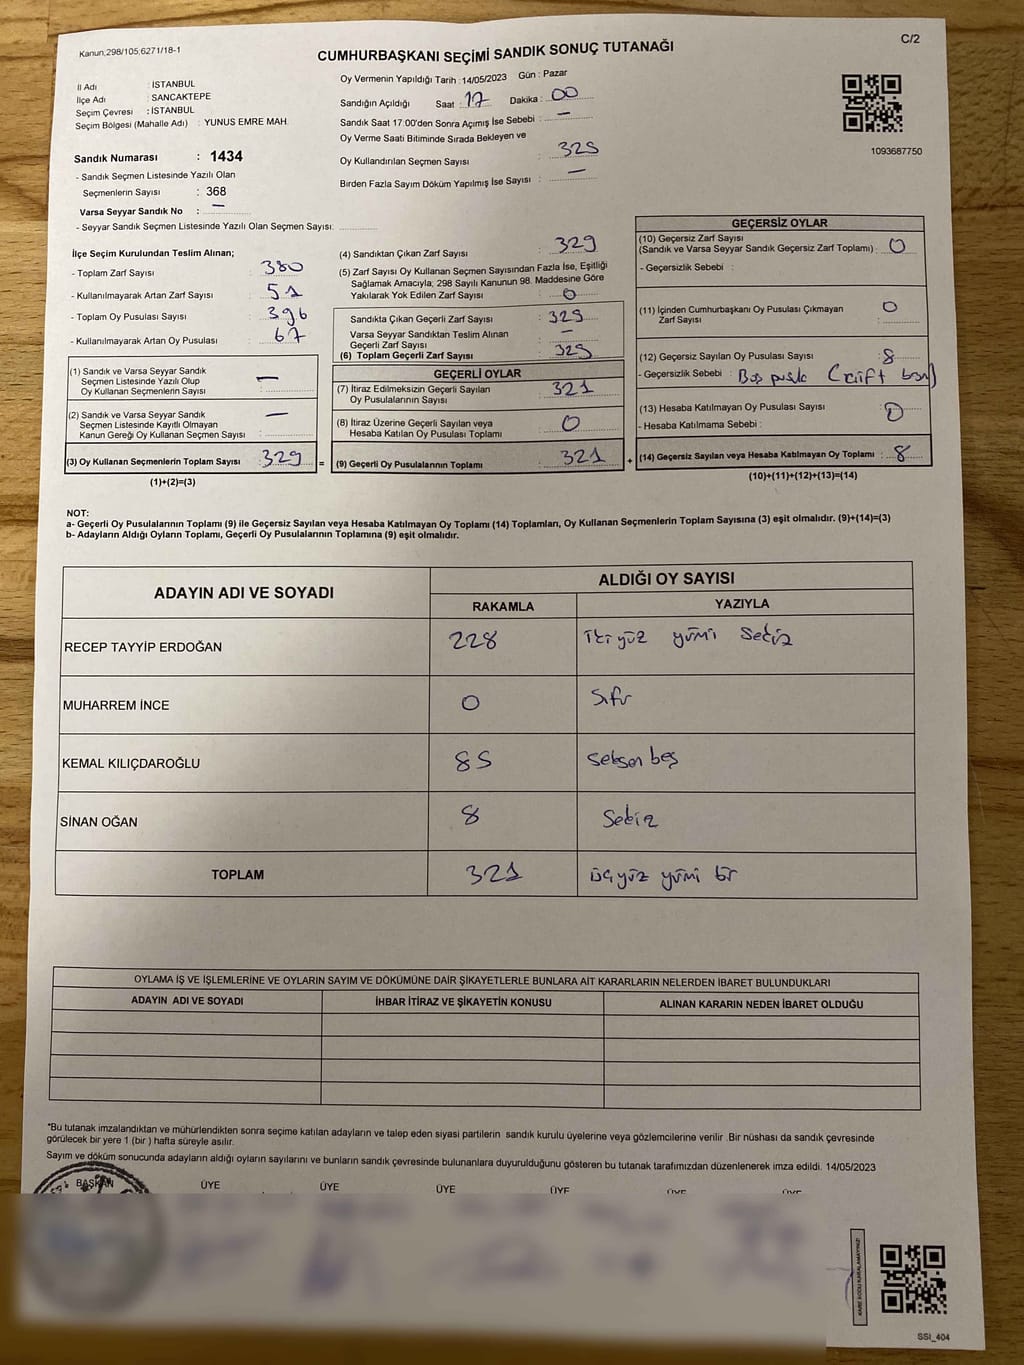 Kanun,298/105,6271/18-1
C/2
CUMHURBAŞKANI SEÇİMİ SANDIK SONUÇ TUTANAĞI
İl Adı : İSTANBUL
İlçe Adı : SANCAKTEPE
Seçim Çevresi : İSTANBUL
Seçim Bölgesi (Mahalle Adı) : YUNUS EMRE MAH.
Sandık Numarası : 1434
- Sandık Seçmen Listesinde Yazılı Olan
Seçmenlerin Sayısı : 368
Varsa Seyyar Sandık No : —
- Seyyar Sandık Seçmen Listesinde Yazılı Olan Seçmen Sayısı:
Oy Vermenin Yapıldığı Tarih : 14/05/2023 Gün : Pazar
Sandığın Açıldığı Saat : 17 Dakika : 00
Sandık Saat 17:00'den Sonra Açımış İse Sebebi : —
Oy Verme Saati Bitiminde Sırada Bekleyen ve
Oy Kullandırılan Seçmen Sayısı : 329
Birden Fazla Sayım Döküm Yapılmış İse Sayısı : —
1093687750
İlçe Seçim Kurulundan Teslim Alınan;
- Toplam Zarf Sayısı : 380
- Kullanılmayarak Artan Zarf Sayısı : 51
- Toplam Oy Pusulası Sayısı : 396
- Kullanılmayarak Artan Oy Pusulası : 67
(1) Sandık ve Varsa Seyyar Sandık
Seçmen Listesinde Yazılı Olup
Oy Kullanan Seçmenlerin Sayısı : —
(2) Sandık ve Varsa Seyyar Sandık
Seçmen Listesinde Kayıtlı Olmayan
Kanun Gereği Oy Kullanan Seçmen Sayısı : —
(3) Oy Kullanan Seçmenlerin Toplam Sayısı : 329 =
(1)+(2)=(3)
(4) Sandıktan Çıkan Zarf Sayısı : 329
(5) Zarf Sayısı Oy Kullanan Seçmen Sayısından Fazla İse, Eşitliği
Sağlamak Amacıyla; 298 Sayılı Kanunun 98. Maddesine Göre
Yakılarak Yok Edilen Zarf Sayısı : 0
Sandıkta Çıkan Geçerli Zarf Sayısı : 329
Varsa Seyyar Sandıktan Teslim Alınan
Geçerli Zarf Sayısı : —
(6) Toplam Geçerli Zarf Sayısı : 329
GEÇERLİ OYLAR
(7) İtiraz Edilmeksizin Geçerli Sayılan
Oy Pusulalarının Sayısı : 321
(8) İtiraz Üzerine Geçerli Sayılan veya
Hesaba Katılan Oy Pusulası Toplamı : 0
(9) Geçerli Oy Pusulalarının Toplamı : 321 +
GEÇERSİZ OYLAR
(10) Geçersiz Zarf Sayısı
(Sandık ve Varsa Seyyar Sandık Geçersiz Zarf Toplamı) : 0
- Geçersizlik Sebebi :
(11) İçinden Cumhurbaşkanı Oy Pusulası Çıkmayan
Zarf Sayısı : 0
(12) Geçersiz Sayılan Oy Pusulası Sayısı : 8
- Geçersizlik Sebebi : Boş pusula
(13) Hesaba Katılmayan Oy Pusulası Sayısı : 0
- Hesaba Katılmama Sebebi :
(14) Geçersiz Sayılan veya Hesaba Katılmayan Oy Toplamı : 8
(10)+(11)+(12)+(13)=(14)
NOT:
a- Geçerli Oy Pusulalarının Toplamı (9) ile Geçersiz Sayılan veya Hesaba Katılmayan Oy Toplamı (14) Toplamları, Oy Kullanan Seçmenlerin Toplam Sayısına (3) eşit olmalıdır. (9)+(14)=(3)
b- Adayların Aldığı Oyların Toplamı, Geçerli Oy Pusulalarının Toplamına (9) eşit olmalıdır.
ADAYIN ADI VE SOYADI
ALDIĞI OY SAYISI
RAKAMLA YAZIYLA
RECEP TAYYİP ERDOĞAN 228 İki yüz yirmi sekiz
MUHARREM İNCE 0 Sıfır
KEMAL KILIÇDAROĞLU 85 Seksen beş
SİNAN OĞAN 8 Sekiz
TOPLAM 321 üç yüz yirmi bir
OYLAMA İŞ VE İŞLEMLERİNE VE OYLARIN SAYIM VE DÖKÜMÜNE DAİR ŞİKAYETLERLE BUNLARA AİT KARARLARIN NELERDEN İBARET BULUNDUKLARI
ADAYIN ADI VE SOYADI İHBAR İTİRAZ VE ŞİKAYETİN KONUSU ALINAN KARARIN NEDEN İBARET OLDUĞU
"Bu tutanak imzalandıktan ve mühürlendikten sonra seçime katılan adayların ve talep eden siyasi partilerin sandık kurulu üyelerine veya gözlemcilerine verilir .Bir nüshası da sandık çevresinde
görülecek bir yere 1 (bir ) hafta süreyle asılır.
Sayım ve döküm sonucunda adayların aldığı oyların sayılarını ve bunların sandık çevresinde bulunanlara duyurulduğunu gösteren bu tutanak tarafımızdan düzenlenerek imza edildi. 14/05/2023
BAŞKAN ÜYE ÜYE ÜYE ÜYE ÜYE ÜYE
KARE KODU KARALAMAYINIZ!
SSI_404